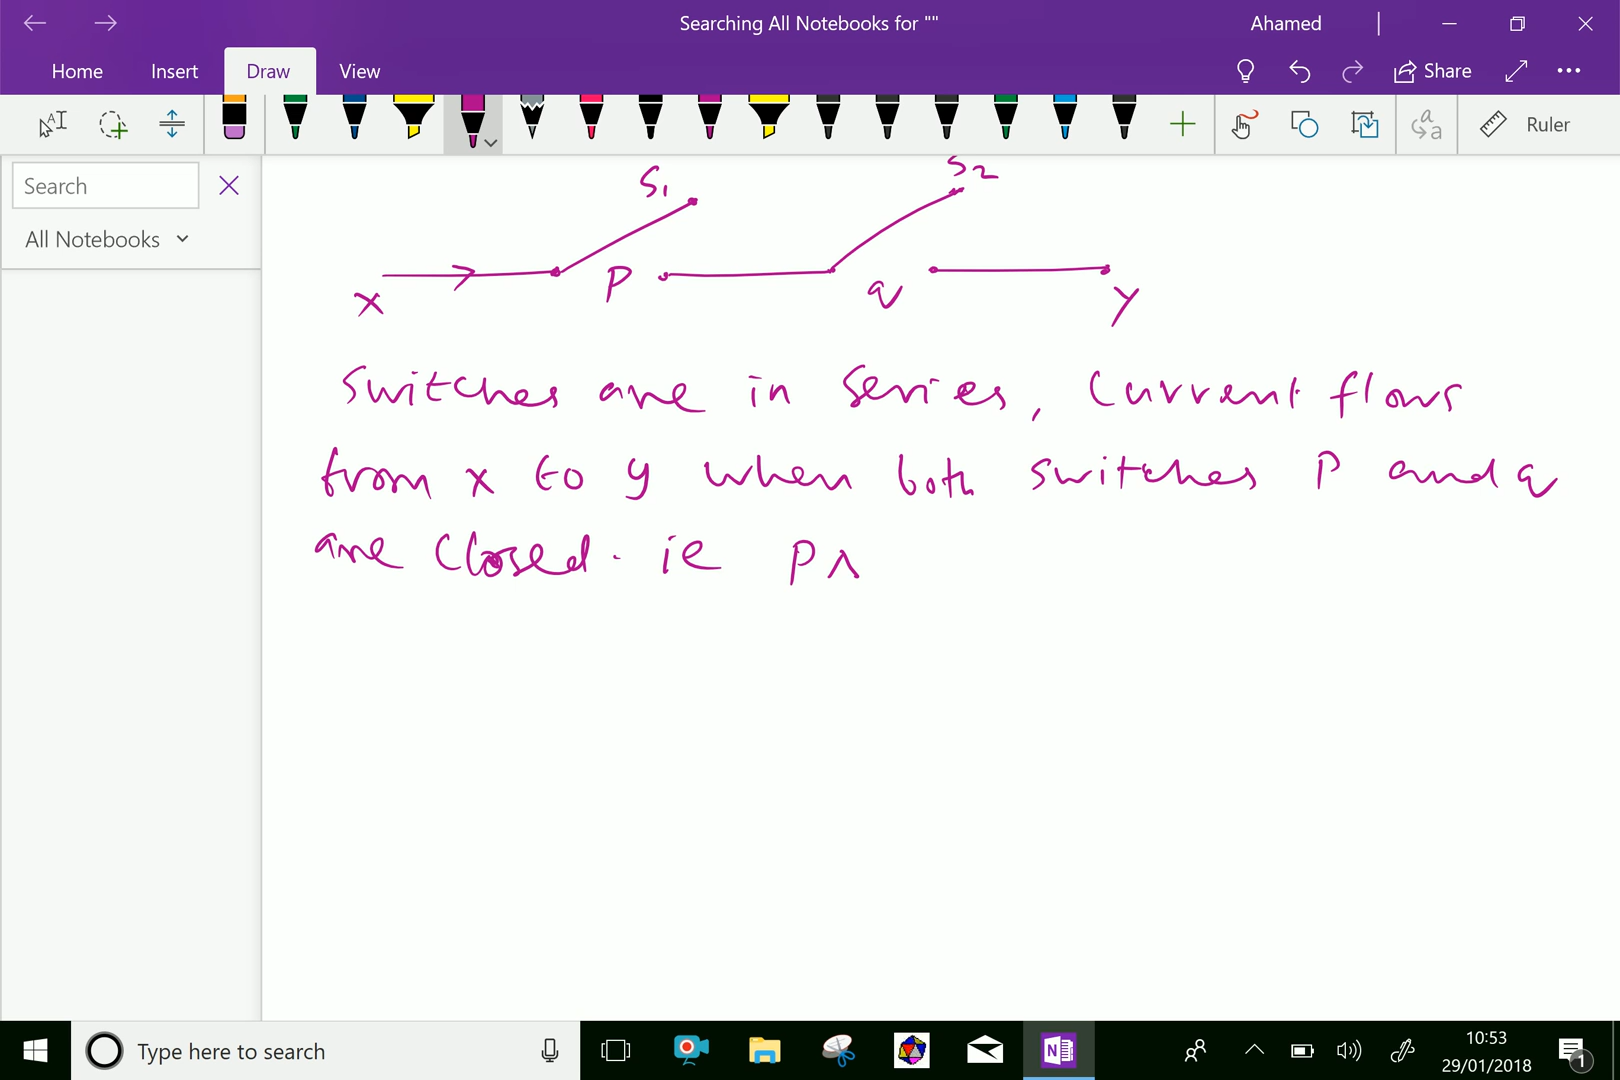 Searching All Notebooks for ""
Ahamed
Home Insert Draw View
Share
Ruler
Search
All Notebooks
S1 S2
x P q y
Switches are in series, Current flows
from x to y when both switches P and q
are Closed. ie P∧
Type here to search
10:53
29/01/2018
1